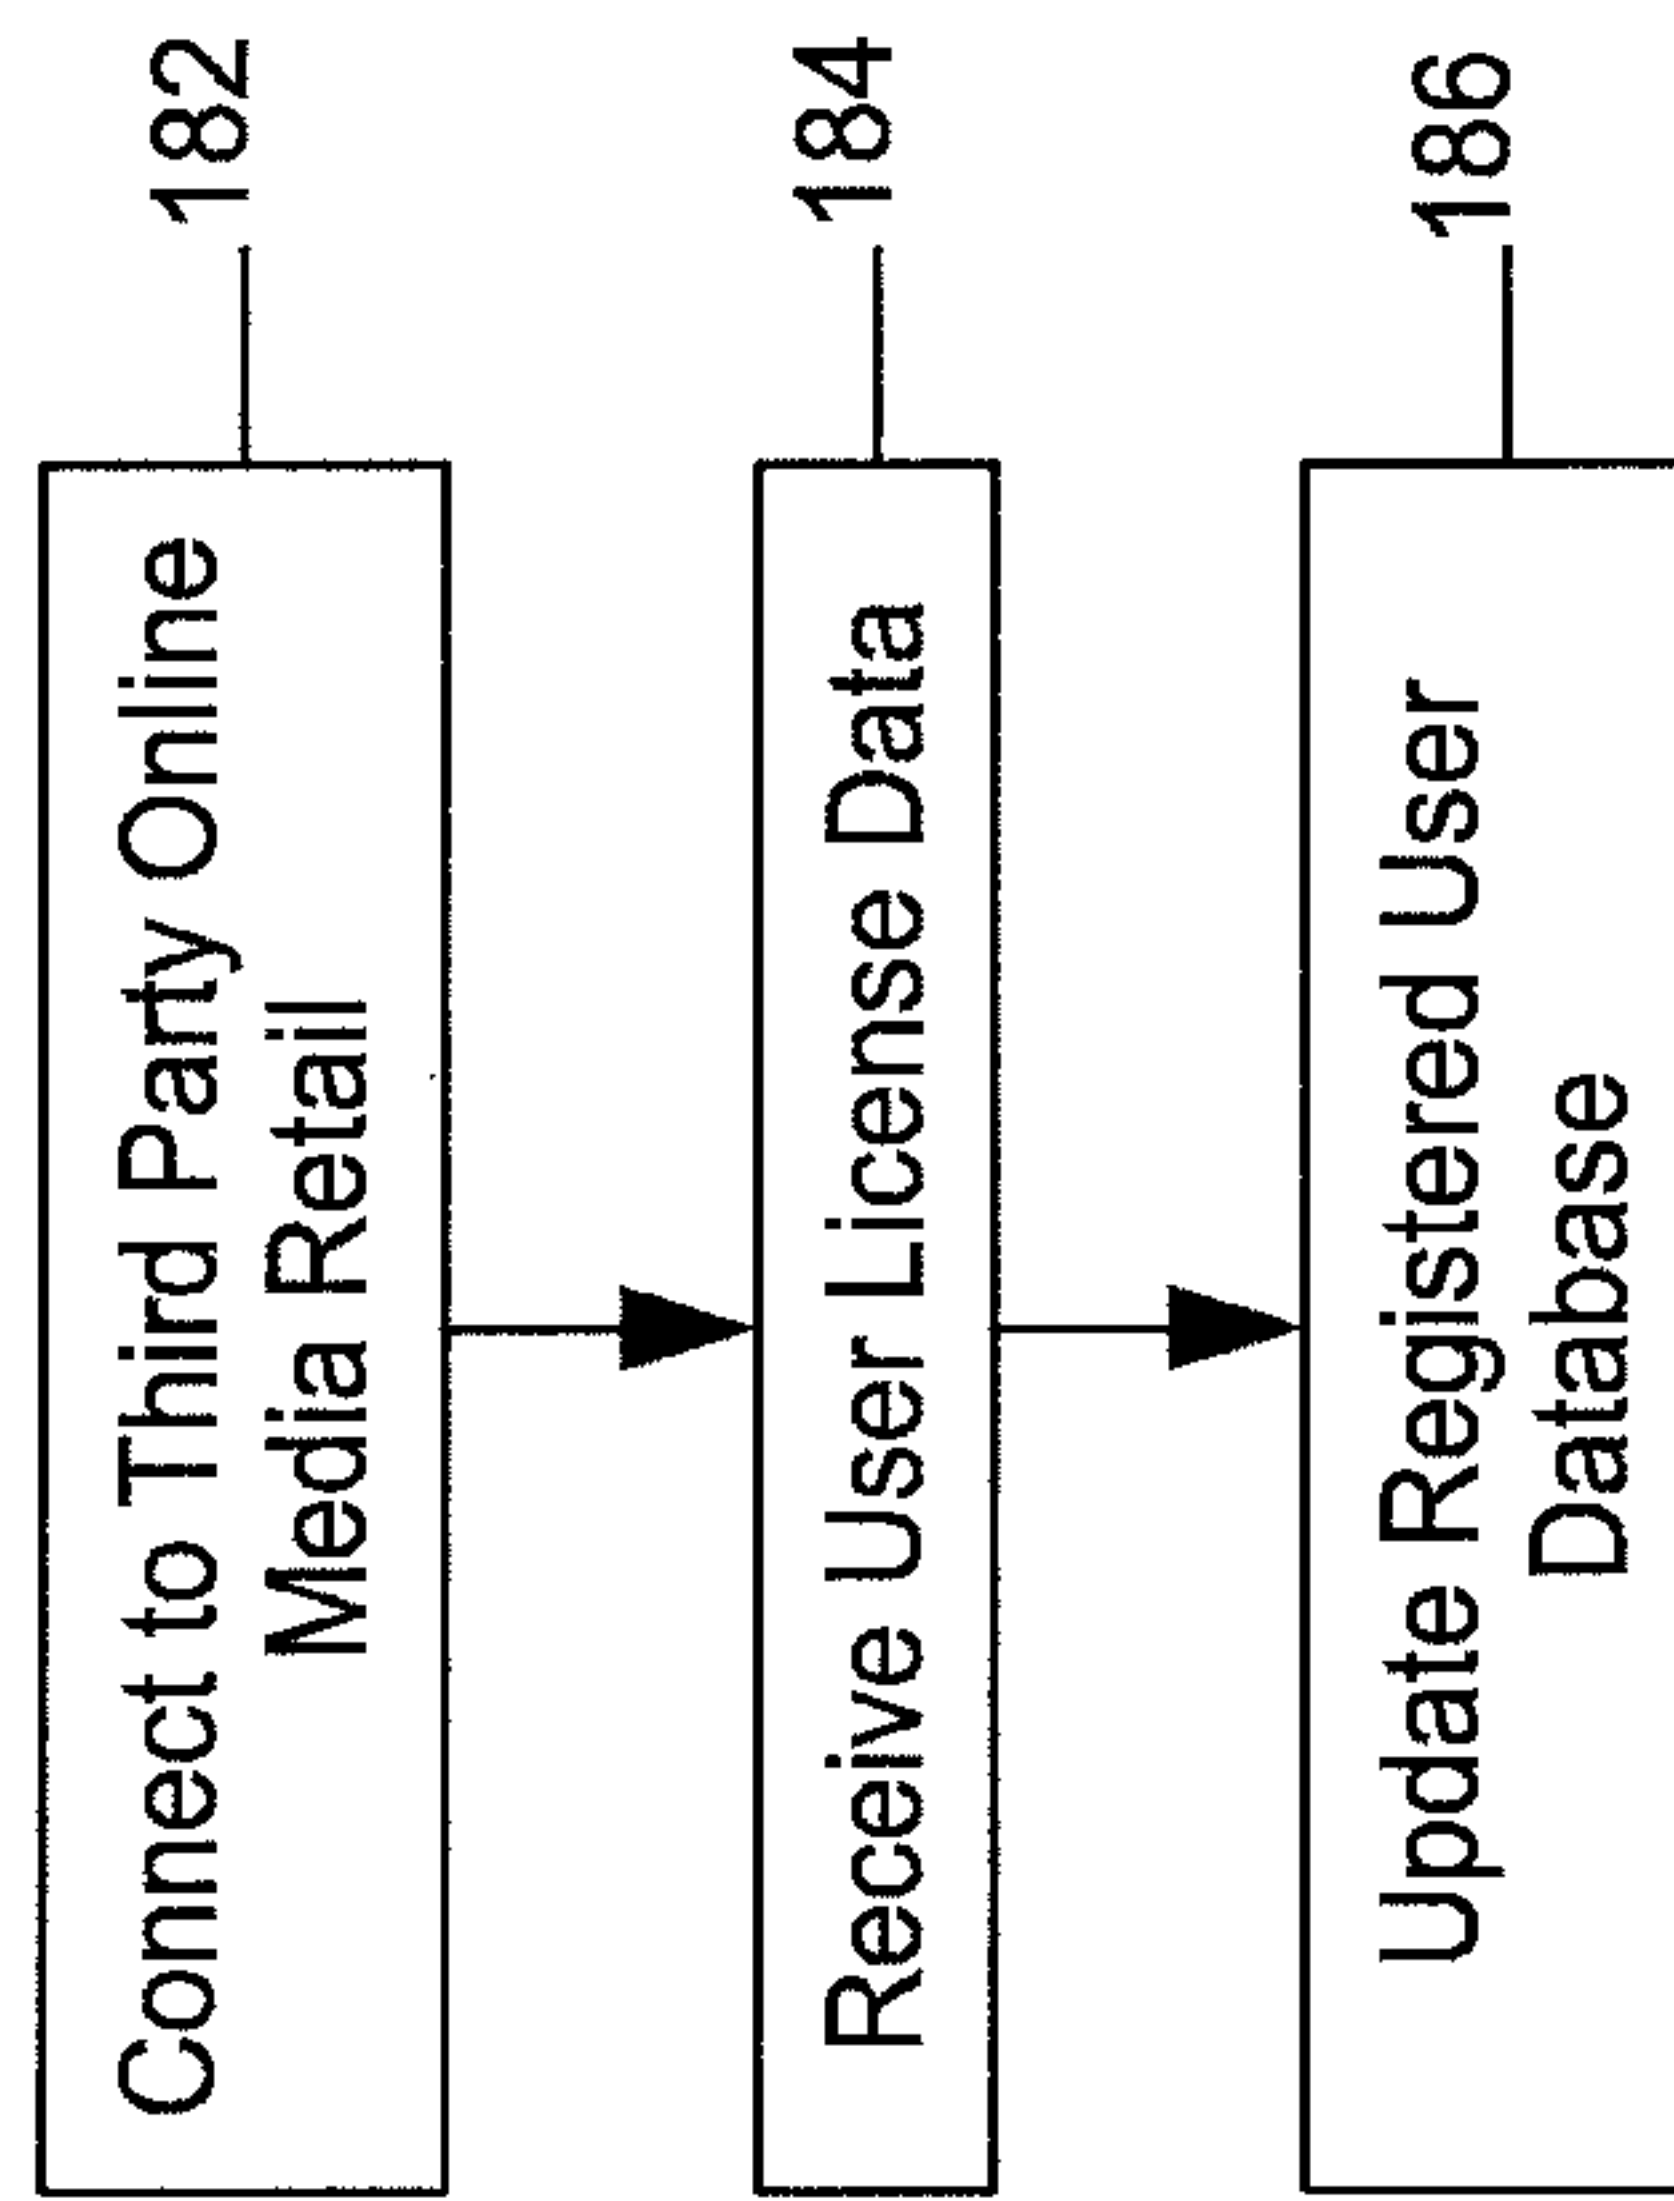 Connect to Third Party Online
Media Retail
182
Receive User License Data
184
Update Registered User
Database
186